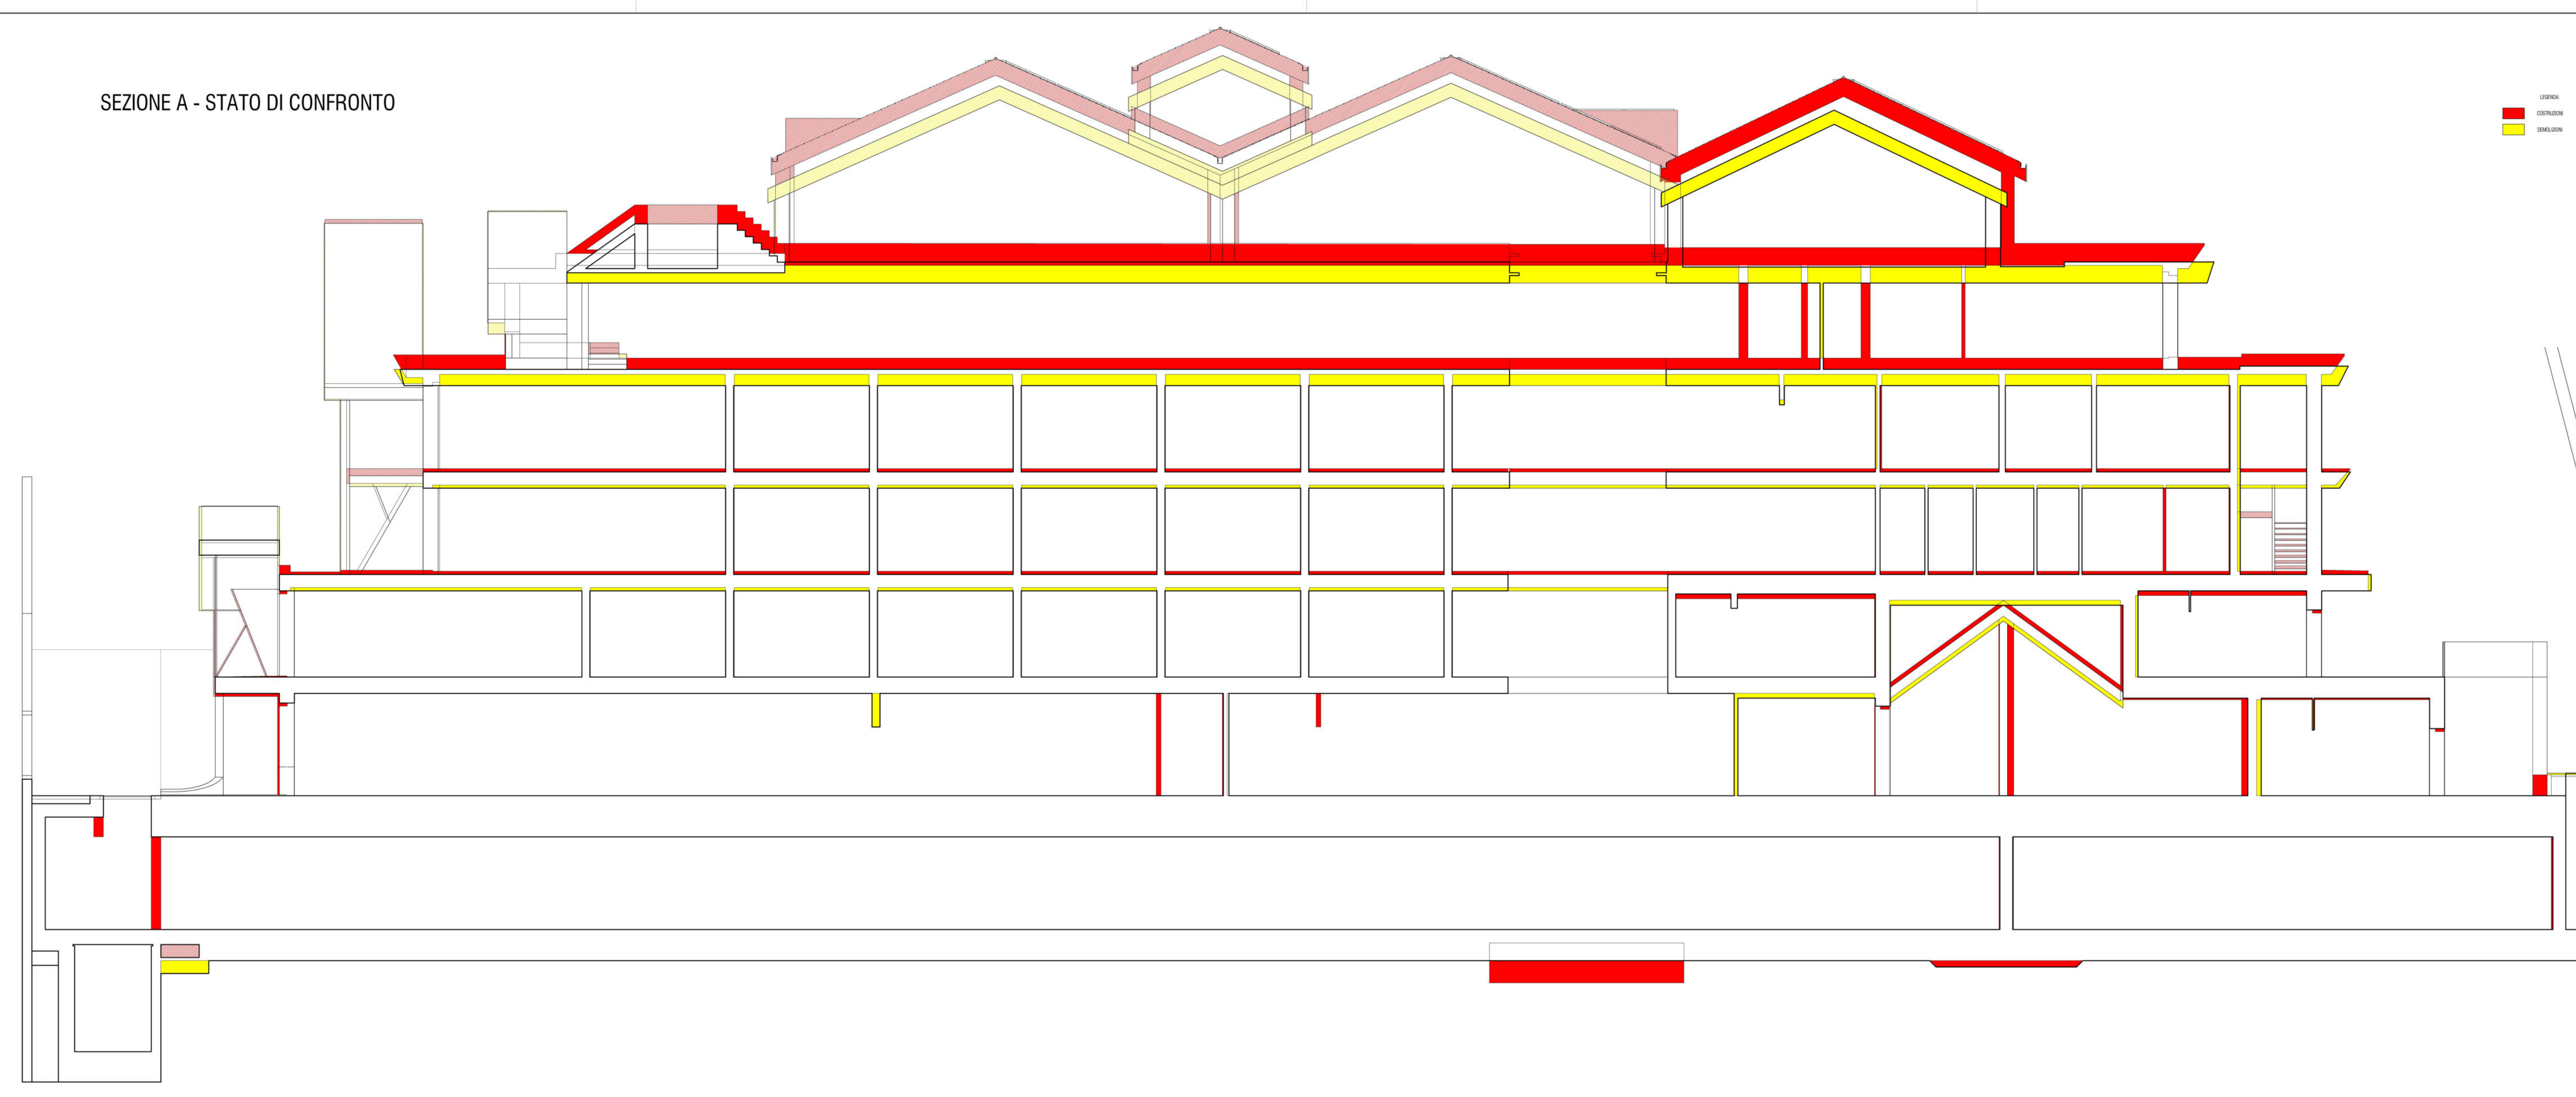 SEZIONE A - STATO DI CONFRONTO
LEGENDA:
COSTRUZIONI
DEMOLIZIONI